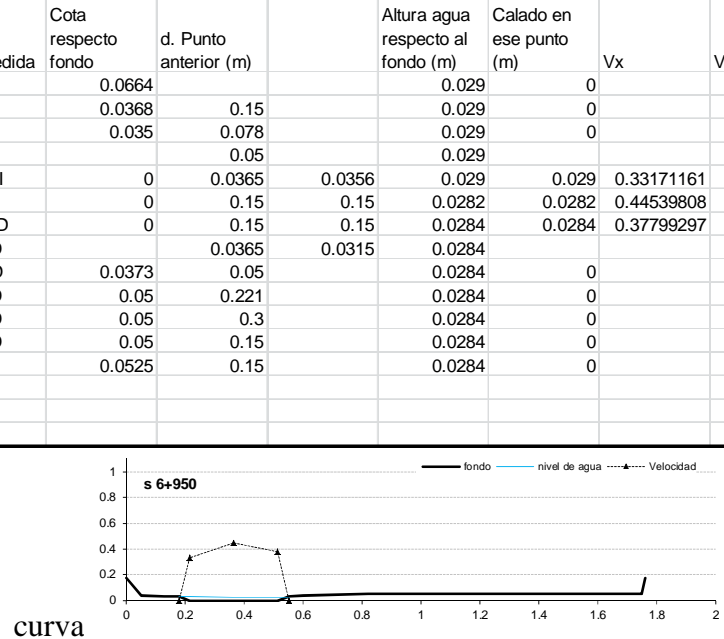 Cota Altura agua Calado en
respecto d. Punto respecto al ese punto
edida fondo anterior (m) fondo (m) (m) Vx V
0.0664 0.029 0
0.0368 0.15 0.029 0
0.035 0.078 0.029 0
0.05 0.029
I 0 0.0365 0.0356 0.029 0.029 0.33171161
0 0.15 0.15 0.0282 0.0282 0.44539808
D 0 0.15 0.15 0.0284 0.0284 0.37799297
0.0365 0.0315 0.0284
0.0373 0.05 0.0284 0
0.05 0.221 0.0284 0
0.05 0.3 0.0284 0
0.05 0.15 0.0284 0
0.0525 0.15 0.0284 0
fondo nivel de agua Velocidad
1
s 6+950
0.8
0.6
0.4
0.2
0
0 0.2 0.4 0.6 0.8 1 1.2 1.4 1.6 1.8 2
curva